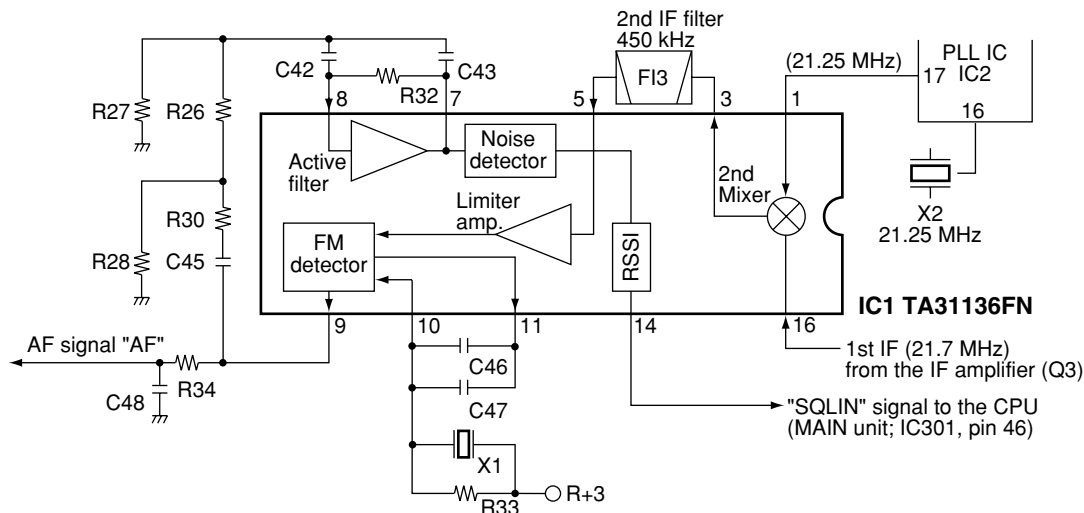 2nd IF filter
450 kHz
PLL IC
IC2
(21.25 MHz)
17
16
C42
C43
R32
FI3
R27
R26
8
7
5
3
1
Active
filter
Noise
detector
2nd
Mixer
X2
21.25 MHz
Limiter
amp.
R30
R28
C45
FM
detector
RSSI
IC1 TA31136FN
9
10
11
14
16
AF signal "AF"
R34
C48
C46
C47
X1
R33
R+3
1st IF (21.7 MHz)
from the IF amplifier (Q3)
"SQLIN" signal to the CPU
(MAIN unit; IC301, pin 46)